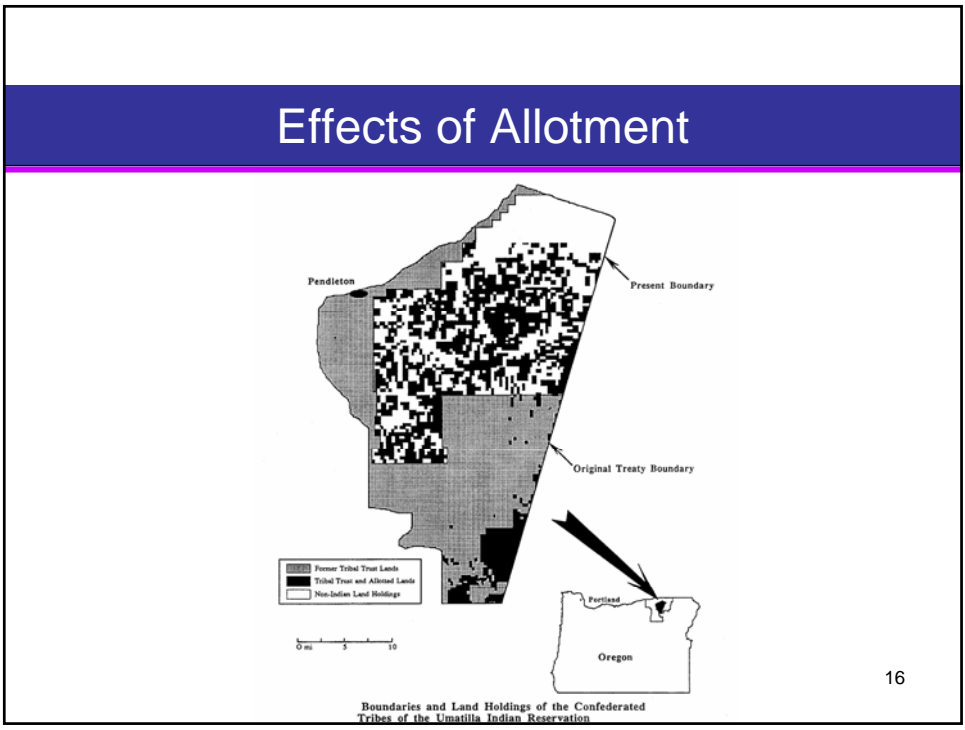 Effects of Allotment
Pendleton
Present Boundary
Original Treaty Boundary
Former Tribal Trust Lands
Tribal Trust and Allotted Lands
Non-Indian Land Holdings
0 mi 5 10
Portland
Oregon
16
Boundaries and Land Holdings of the Confederated
Tribes of the Umatilla Indian Reservation